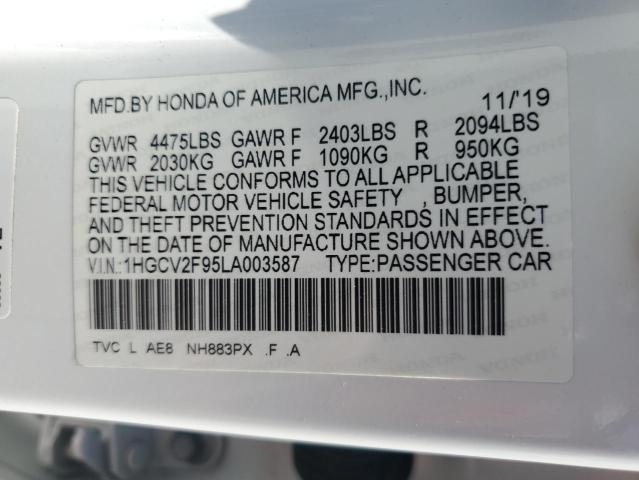 MFD.BY HONDA OF AMERICA MFG.,INC. 11/'19
GVWR 4475LBS GAWR F 2403LBS R 2094LBS
GVWR 2030KG GAWR F 1090KG R 950KG
THIS VEHICLE CONFORMS TO ALL APPLICABLE
FEDERAL MOTOR VEHICLE SAFETY , BUMPER,
AND THEFT PREVENTION STANDARDS IN EFFECT
ON THE DATE OF MANUFACTURE SHOWN ABOVE.
V.I.N.:1HGCV2F95LA003587 TYPE:PASSENGER CAR
TVC L AE8 NH883PX .F .A